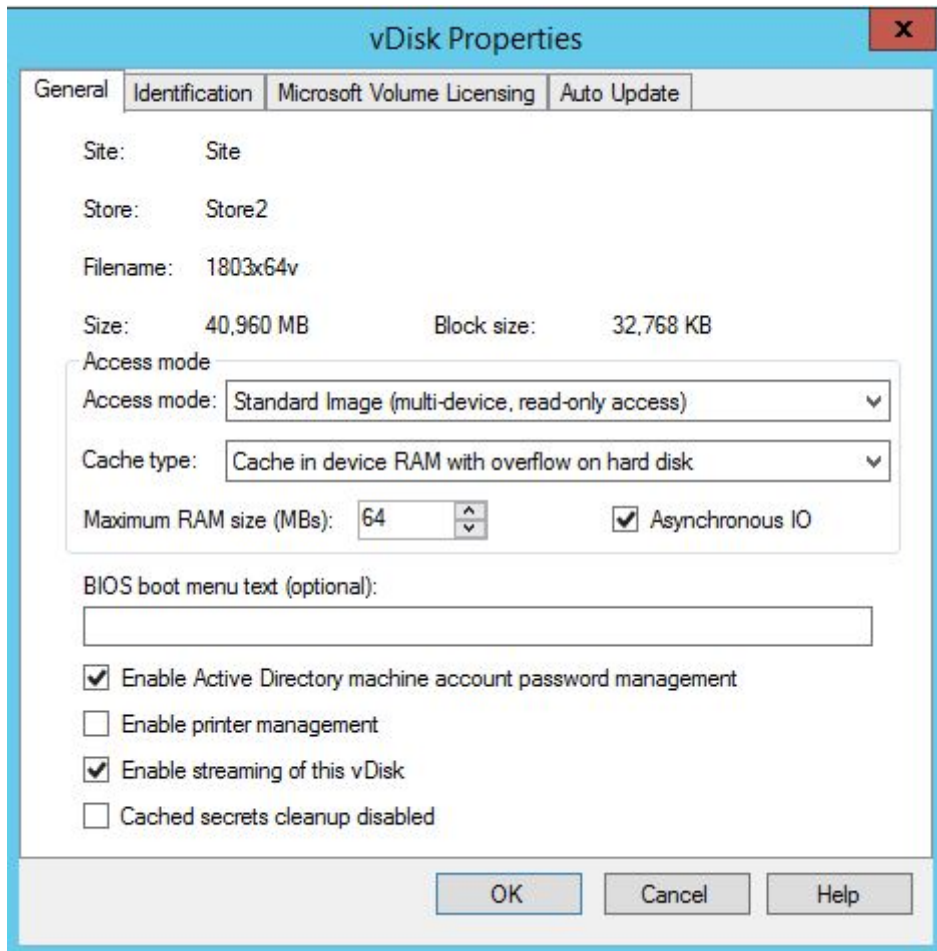 vDisk Properties
x
General Identification Microsoft Volume Licensing Auto Update
Site: Site
Store: Store2
Filename: 1803x64v
Size: 40,960 MB Block size: 32,768 KB
Access mode
Access mode: Standard Image (multi-device, read-only access)
Cache type: Cache in device RAM with overflow on hard disk
Maximum RAM size (MBs): 64 Asynchronous IO
BIOS boot menu text (optional):
Enable Active Directory machine account password management
Enable printer management
Enable streaming of this vDisk
Cached secrets cleanup disabled
OK Cancel Help